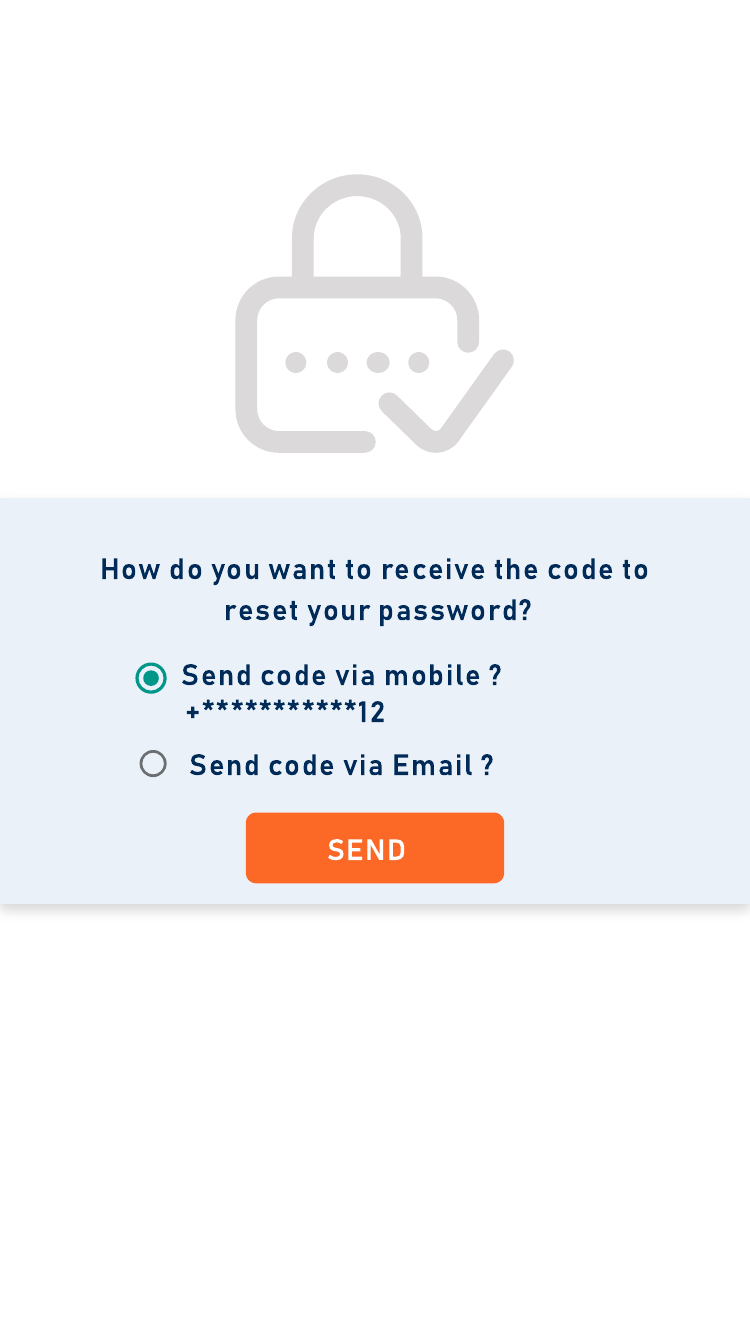 How do you want to receive the code to
reset your password?
Send code via mobile ?
+***********12
Send code via Email ?
SEND